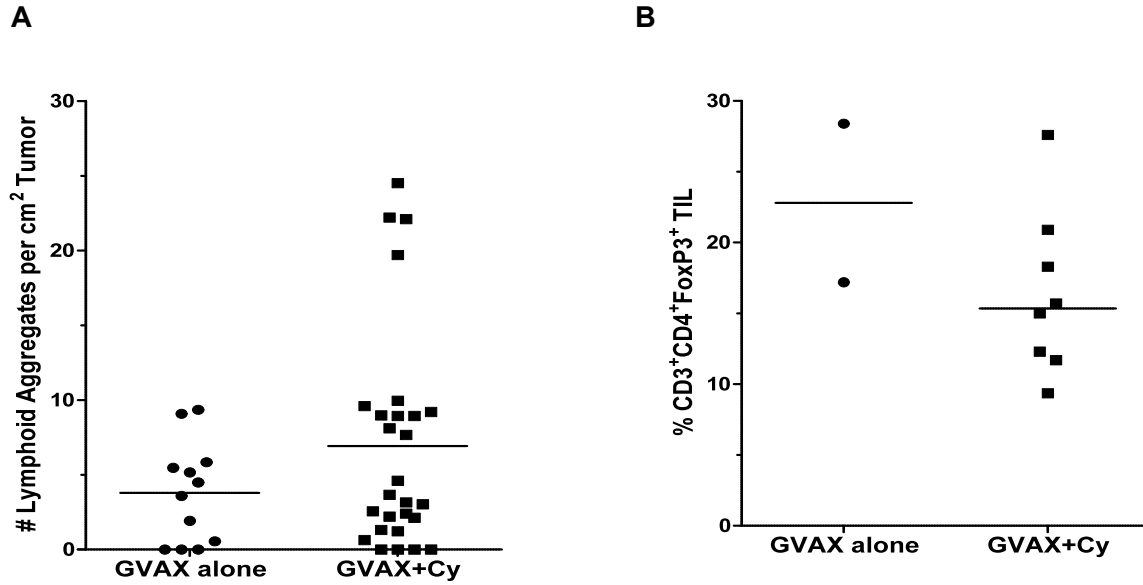 A
# Lymphoid Aggregates per cm² Tumor
30
20
10
0
GVAX alone
GVAX+Cy
B
% CD3⁺CD4⁺FoxP3⁺ TIL
30
20
10
0
GVAX alone
GVAX+Cy